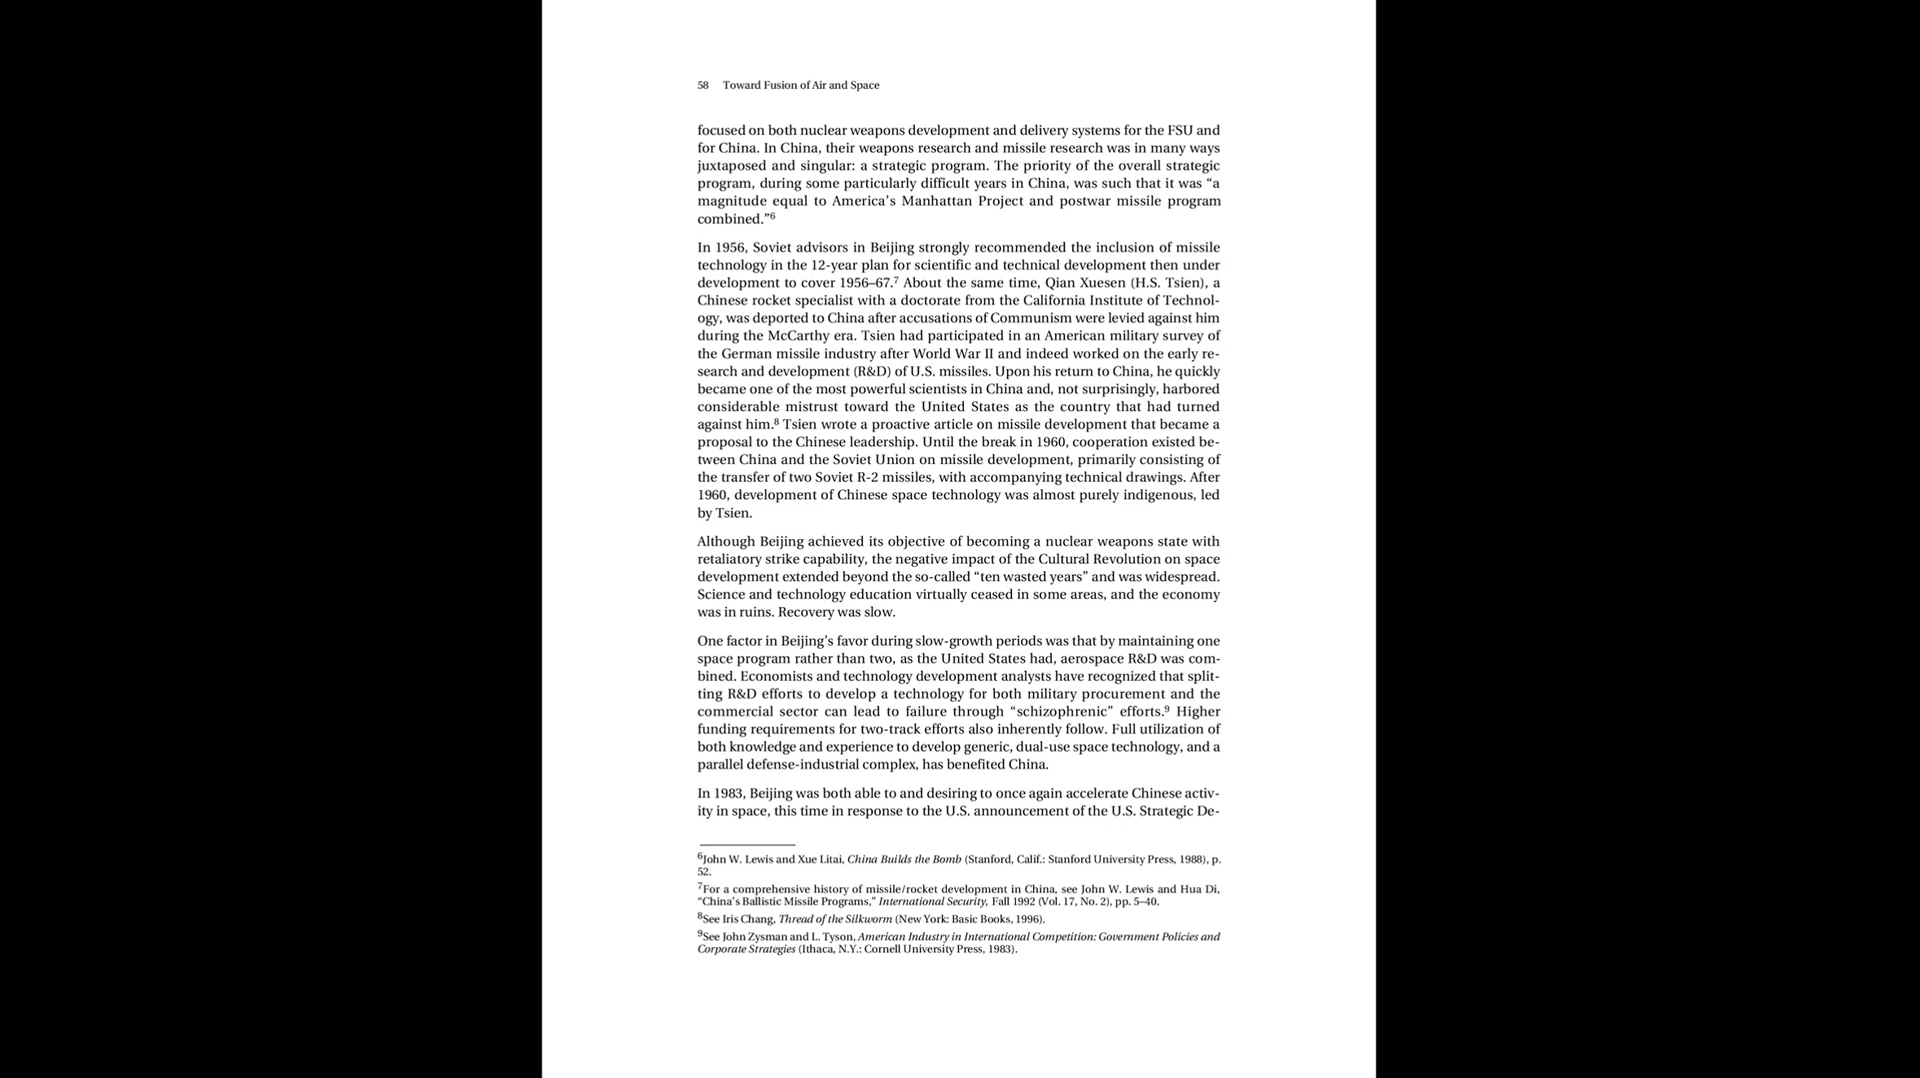 58 Toward Fusion of Air and Space
focused on both nuclear weapons development and delivery systems for the FSU and
for China. In China, their weapons research and missile research was in many ways
juxtaposed and singular: a strategic program. The priority of the overall strategic
program, during some particularly difficult years in China, was such that it was “a
magnitude equal to America’s Manhattan Project and postwar missile program
combined.”6
In 1956, Soviet advisors in Beijing strongly recommended the inclusion of missile
technology in the 12-year plan for scientific and technical development then under
development to cover 1956–67.7 About the same time, Qian Xuesen (H.S. Tsien), a
Chinese rocket specialist with a doctorate from the California Institute of Technol-
ogy, was deported to China after accusations of Communism were levied against him
during the McCarthy era. Tsien had participated in an American military survey of
the German missile industry after World War II and indeed worked on the early re-
search and development (R&D) of U.S. missiles. Upon his return to China, he quickly
became one of the most powerful scientists in China and, not surprisingly, harbored
considerable mistrust toward the United States as the country that had turned
against him.8 Tsien wrote a proactive article on missile development that became a
proposal to the Chinese leadership. Until the break in 1960, cooperation existed be-
tween China and the Soviet Union on missile development, primarily consisting of
the transfer of two Soviet R-2 missiles, with accompanying technical drawings. After
1960, development of Chinese space technology was almost purely indigenous, led
by Tsien.
Although Beijing achieved its objective of becoming a nuclear weapons state with
retaliatory strike capability, the negative impact of the Cultural Revolution on space
development extended beyond the so-called “ten wasted years” and was widespread.
Science and technology education virtually ceased in some areas, and the economy
was in ruins. Recovery was slow.
One factor in Beijing’s favor during slow-growth periods was that by maintaining one
space program rather than two, as the United States had, aerospace R&D was com-
bined. Economists and technology development analysts have recognized that split-
ting R&D efforts to develop a technology for both military procurement and the
commercial sector can lead to failure through “schizophrenic” efforts.9 Higher
funding requirements for two-track efforts also inherently follow. Full utilization of
both knowledge and experience to develop generic, dual-use space technology, and a
parallel defense-industrial complex, has benefited China.
In 1983, Beijing was both able to and desiring to once again accelerate Chinese activ-
ity in space, this time in response to the U.S. announcement of the U.S. Strategic De-
6John W. Lewis and Xue Litai, China Builds the Bomb (Stanford, Calif.: Stanford University Press, 1988), p.
52.
7For a comprehensive history of missile/rocket development in China, see John W. Lewis and Hua Di,
“China’s Ballistic Missile Programs,” International Security, Fall 1992 (Vol. 17, No. 2), pp. 5–40.
8See Iris Chang, Thread of the Silkworm (New York: Basic Books, 1996).
9See John Zysman and L. Tyson, American Industry in International Competition: Government Policies and
Corporate Strategies (Ithaca, N.Y.: Cornell University Press, 1983).